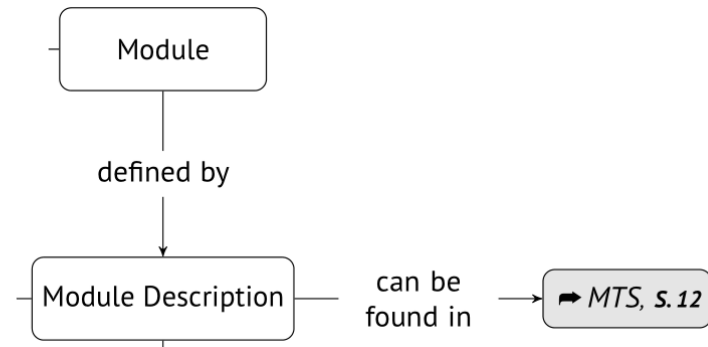 Module
defined by
Module Description
can be
found in
➦ MTS, S. 12